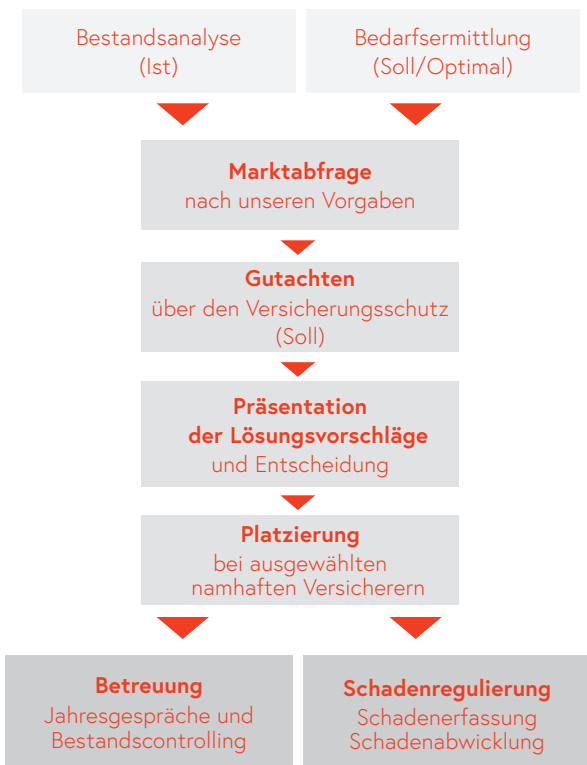 Bestandsanalyse
(Ist)
Bedarfsermittlung
(Soll/Optimal)
Marktabfrage
nach unseren Vorgaben
Gutachten
über den Versicherungsschutz
(Soll)
Präsentation
der Lösungsvorschläge
und Entscheidung
Platzierung
bei ausgewählten
namhaften Versicherern
Betreuung
Jahresgespräche und
Bestandscontrolling
Schadenregulierung
Schadenerfassung
Schadenabwicklung